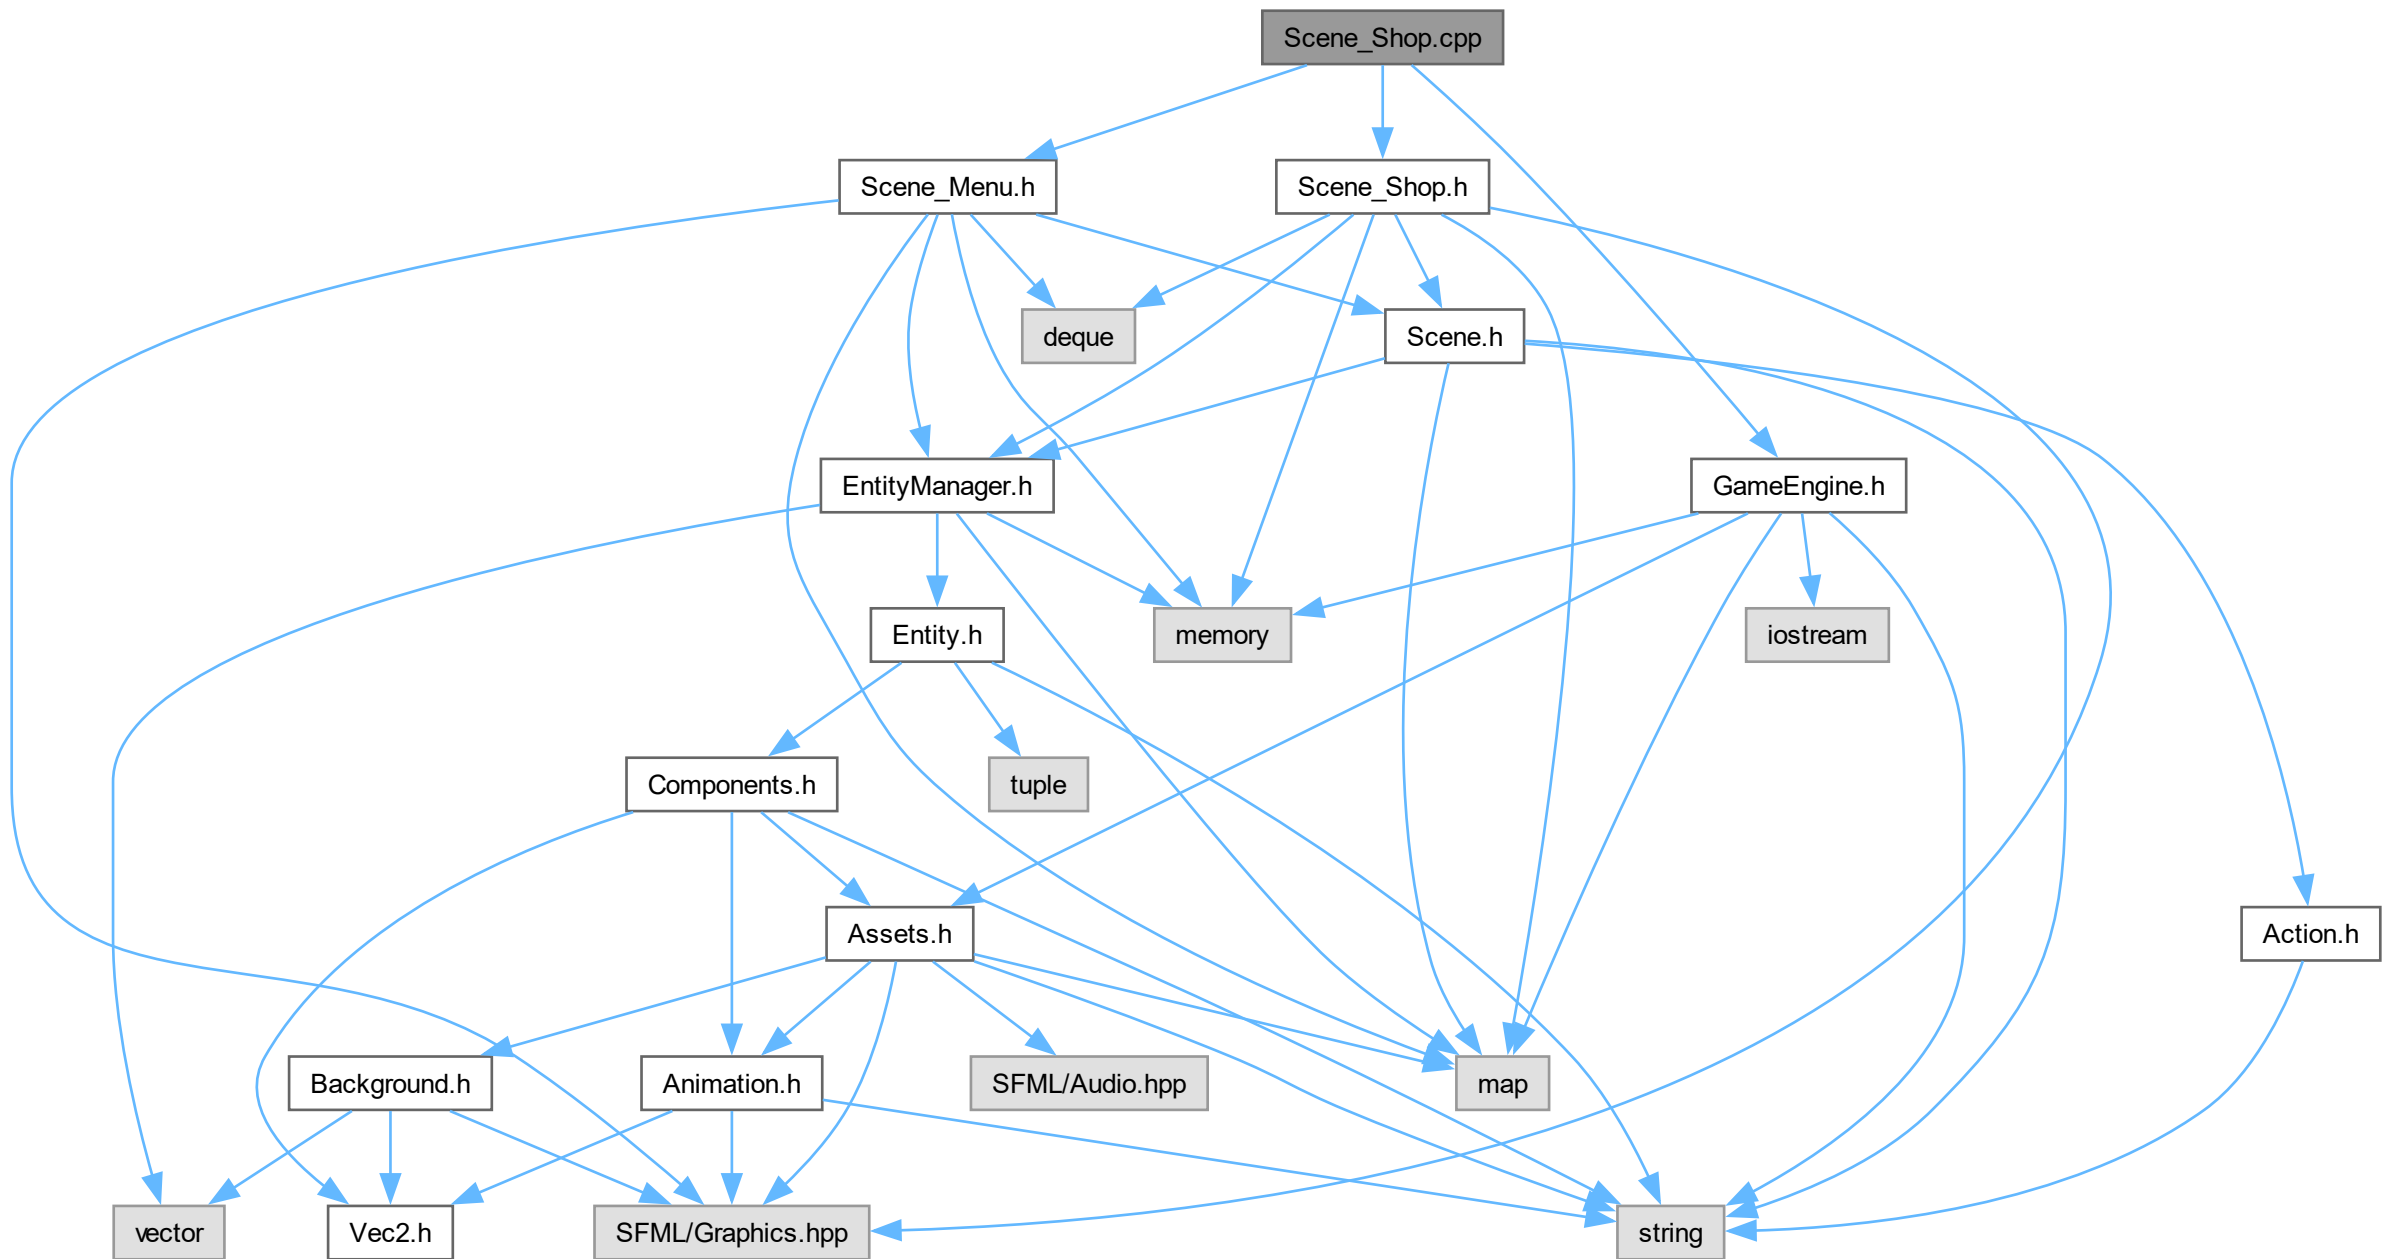 Scene_Shop.cpp
Scene_Menu.h
Scene_Shop.h
deque
Scene.h
EntityManager.h
GameEngine.h
Entity.h
memory
iostream
Components.h
tuple
Assets.h
Action.h
Background.h
Animation.h
SFML/Audio.hpp
map
vector
Vec2.h
SFML/Graphics.hpp
string